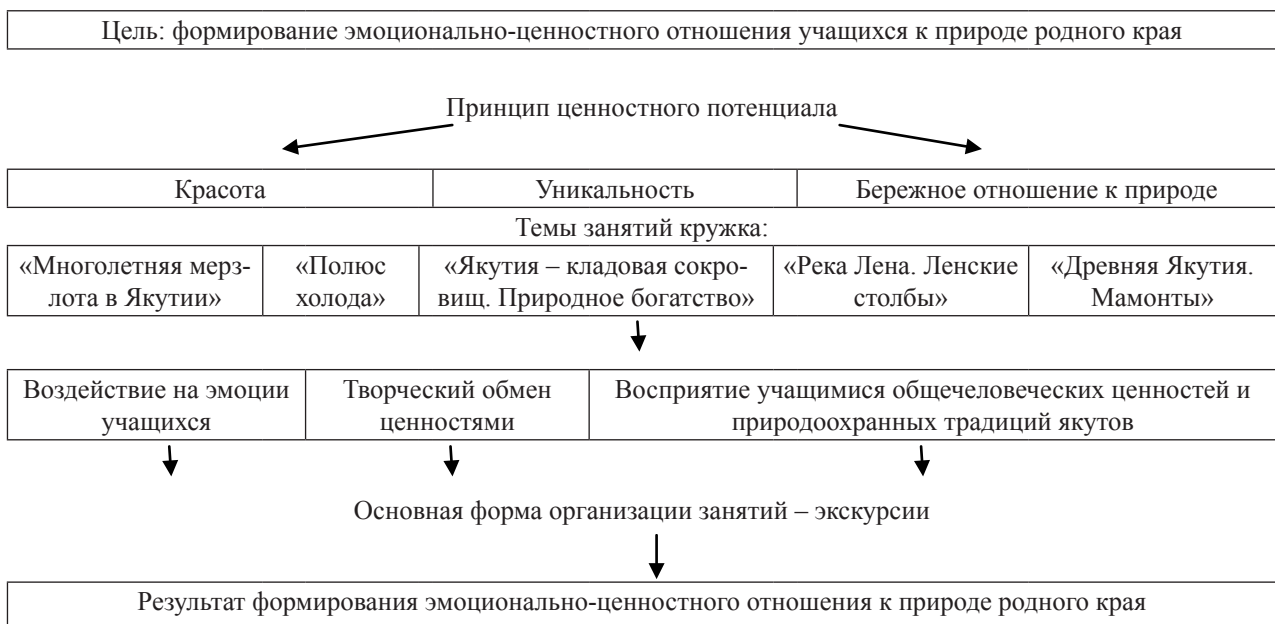 Цель: формирование эмоционально-ценностного отношения учащихся к природе родного края
Принцип ценностного потенциала
Красота
Уникальность
Бережное отношение к природе
Темы занятий кружка:
«Многолетняя мерз-
лота в Якутии»
«Полюс
холода»
«Якутия – кладовая сокро-
вищ. Природное богатство»
«Река Лена. Ленские
столбы»
«Древняя Якутия.
Мамонты»
Воздействие на эмоции
учащихся
Творческий обмен
ценностями
Восприятие учащимися общечеловеческих ценностей и
природоохранных традиций якутов
Основная форма организации занятий – экскурсии
Результат формирования эмоционально-ценностного отношения к природе родного края